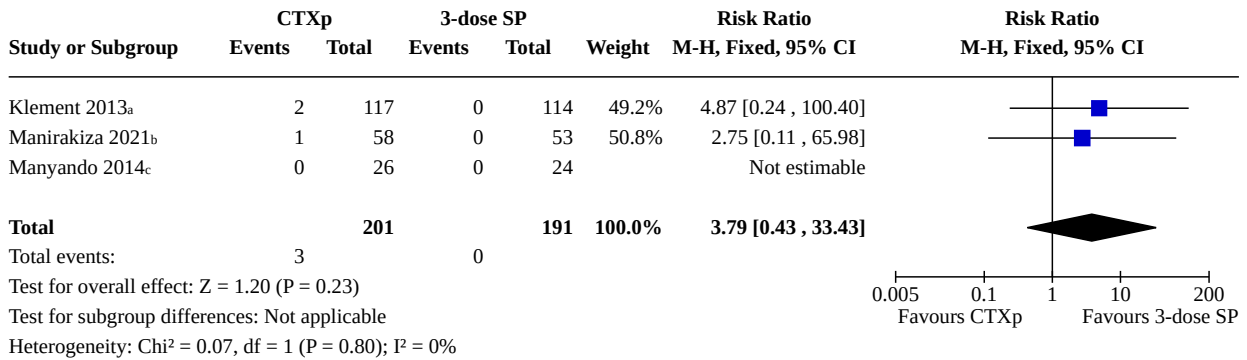 CTXp 3-dose SP Risk Ratio Risk Ratio
Study or Subgroup Events Total Events Total Weight M-H, Fixed, 95% CI M-H, Fixed, 95% CI
Klement 2013a 2 117 0 114 49.2% 4.87 [0.24 , 100.40]
Manirakiza 2021b 1 58 0 53 50.8% 2.75 [0.11 , 65.98]
Manyando 2014c 0 26 0 24 Not estimable
Total 201 191 100.0% 3.79 [0.43 , 33.43]
Total events: 3 0
Test for overall effect: Z = 1.20 (P = 0.23)
0.005 0.1 1 10 200
Test for subgroup differences: Not applicable
Favours CTXp Favours 3-dose SP
Heterogeneity: Chi² = 0.07, df = 1 (P = 0.80); I² = 0%